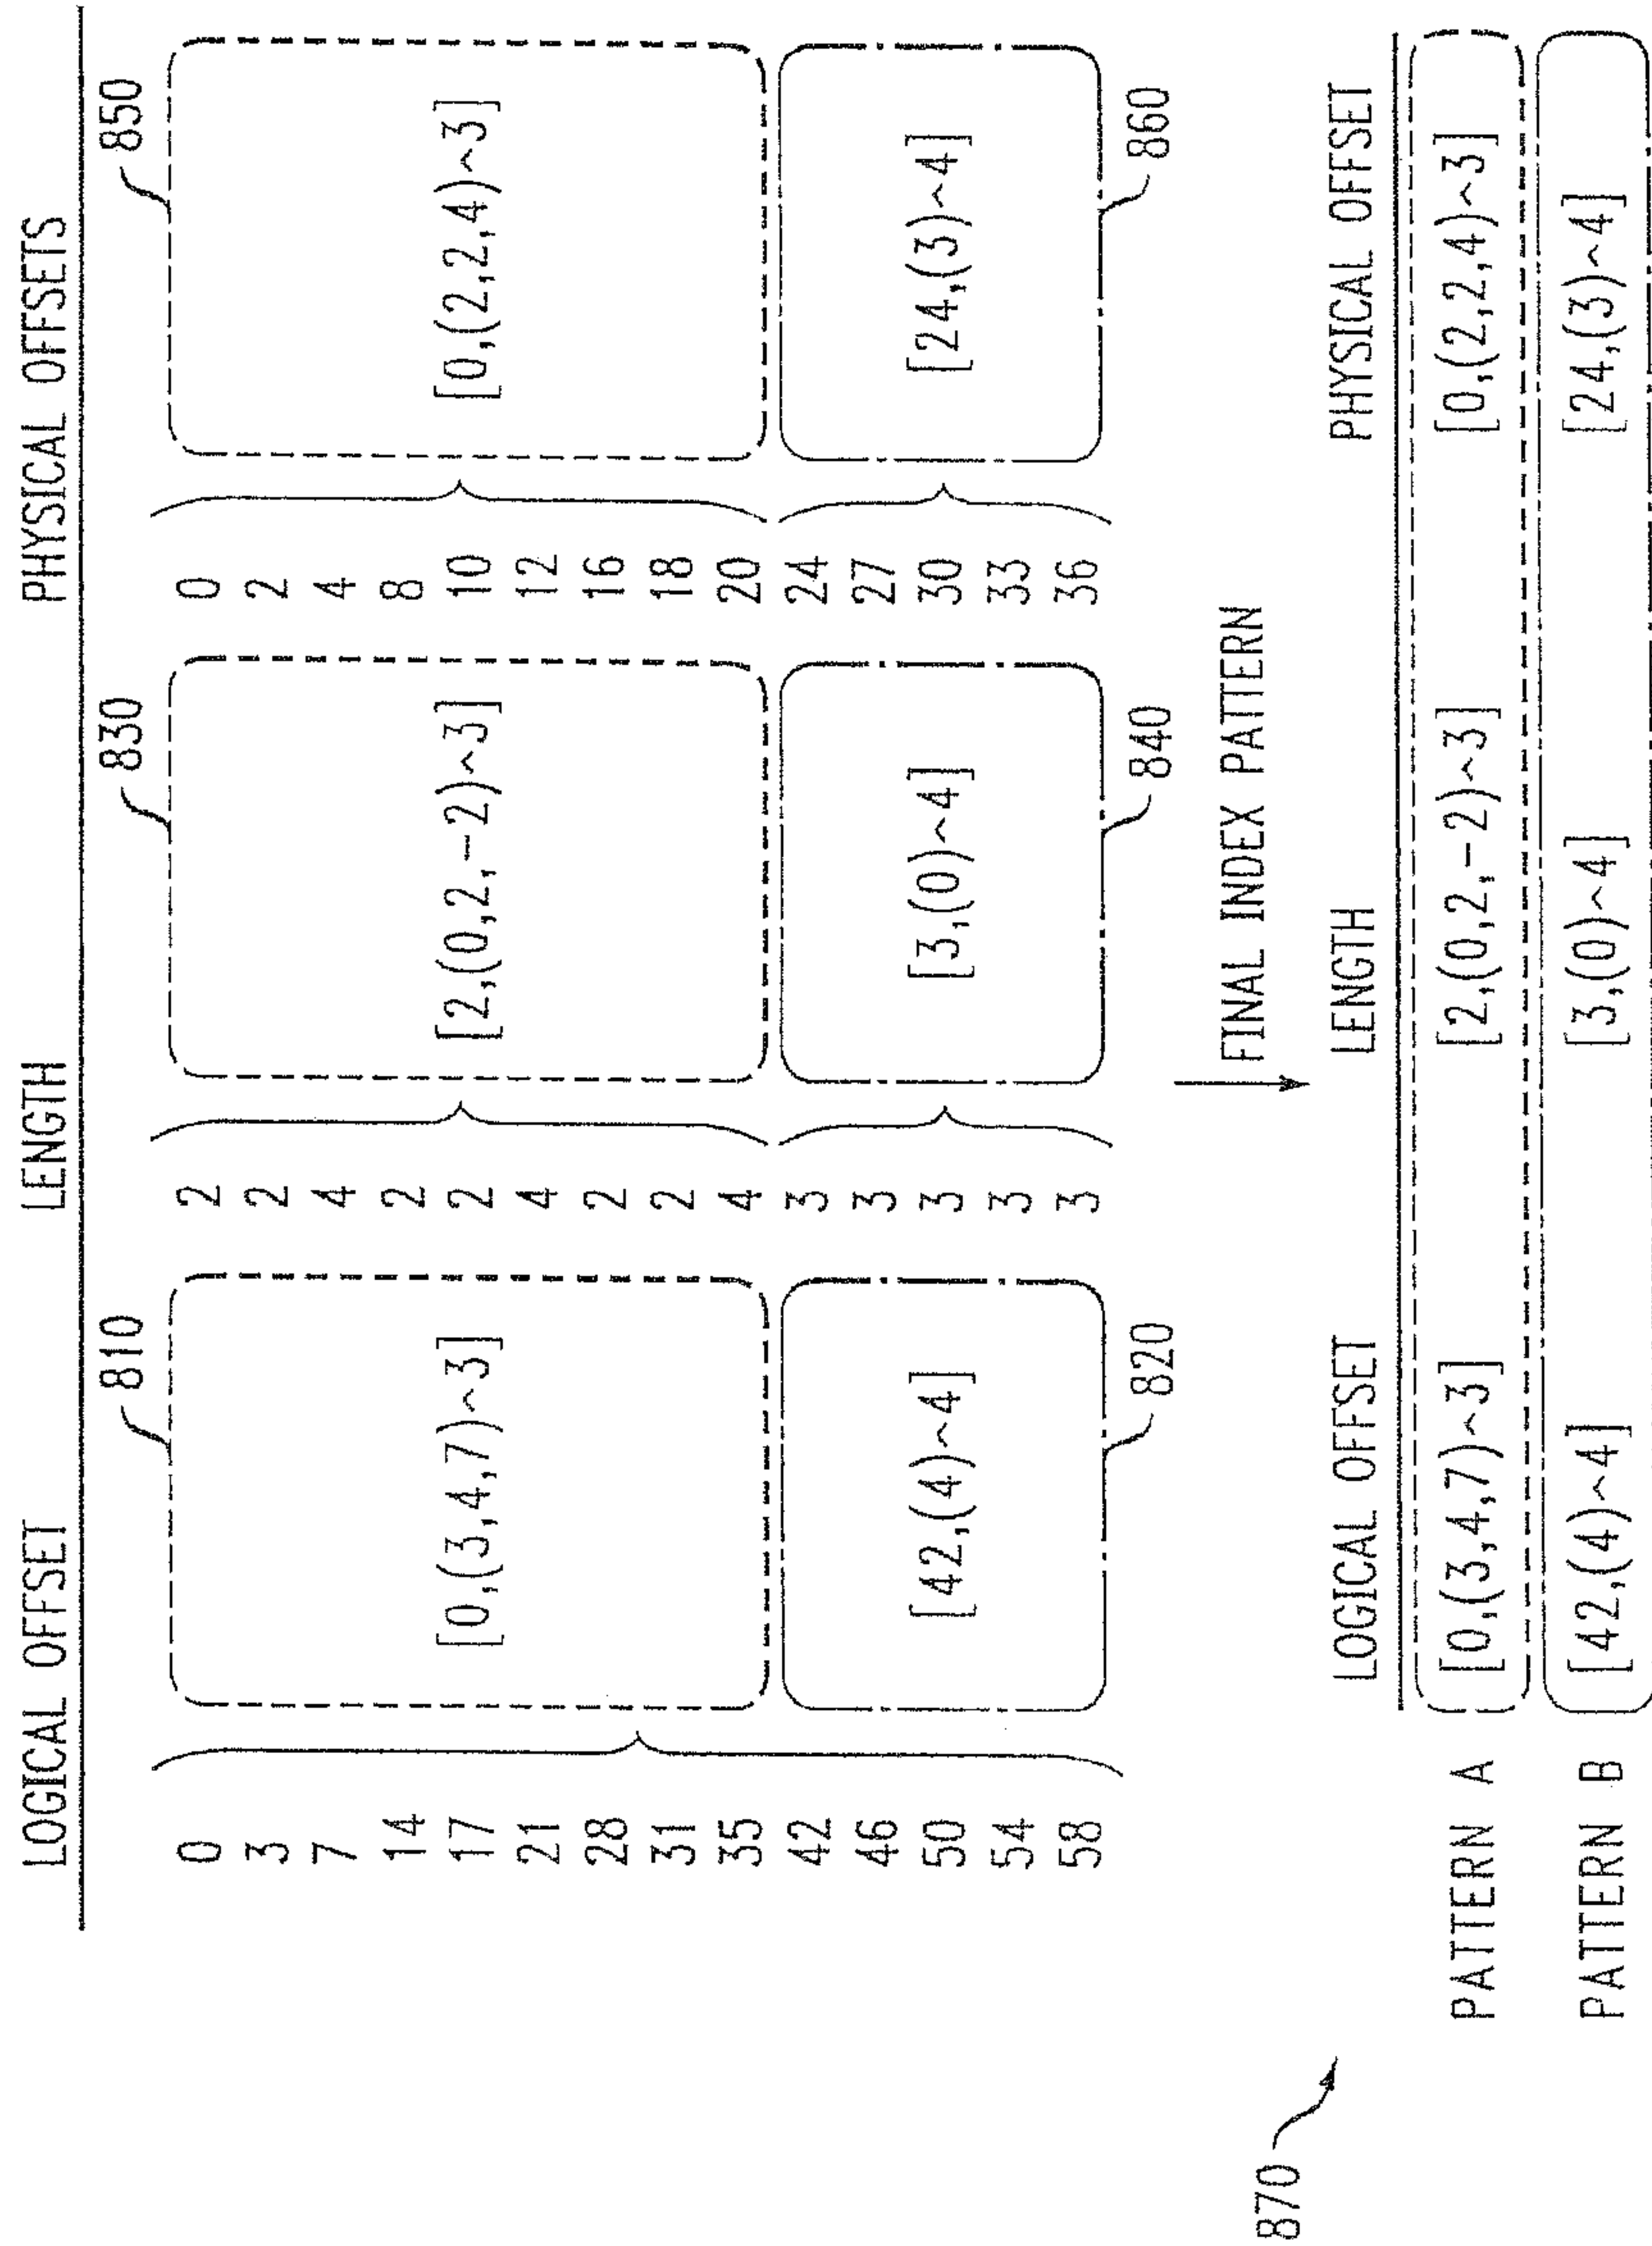 LOGICAL OFFSET LENGTH PHYSICAL OFFSETS
810 830 850
0 2 0
3 2 2
7 4 4
14 2 8
17 [0,(3,4,7)^3] 2 [2,(0,2,-2)^3] 10 [0,(2,2,4)^3]
21 4 12
28 2 16
31 2 18
35 4 20
42 3 24
46 3 27
50 [42,(4)^4] 3 [3,(0)^4] 30 [24,(3)^4]
54 3 33
58 3 36
820 840 860
FINAL INDEX PATTERN
870
LOGICAL OFFSET LENGTH PHYSICAL OFFSET
PATTERN A [0,(3,4,7)^3] [2,(0,2,-2)^3] [0,(2,2,4)^3]
PATTERN B [42,(4)^4] [3,(0)^4] [24,(3)^4]